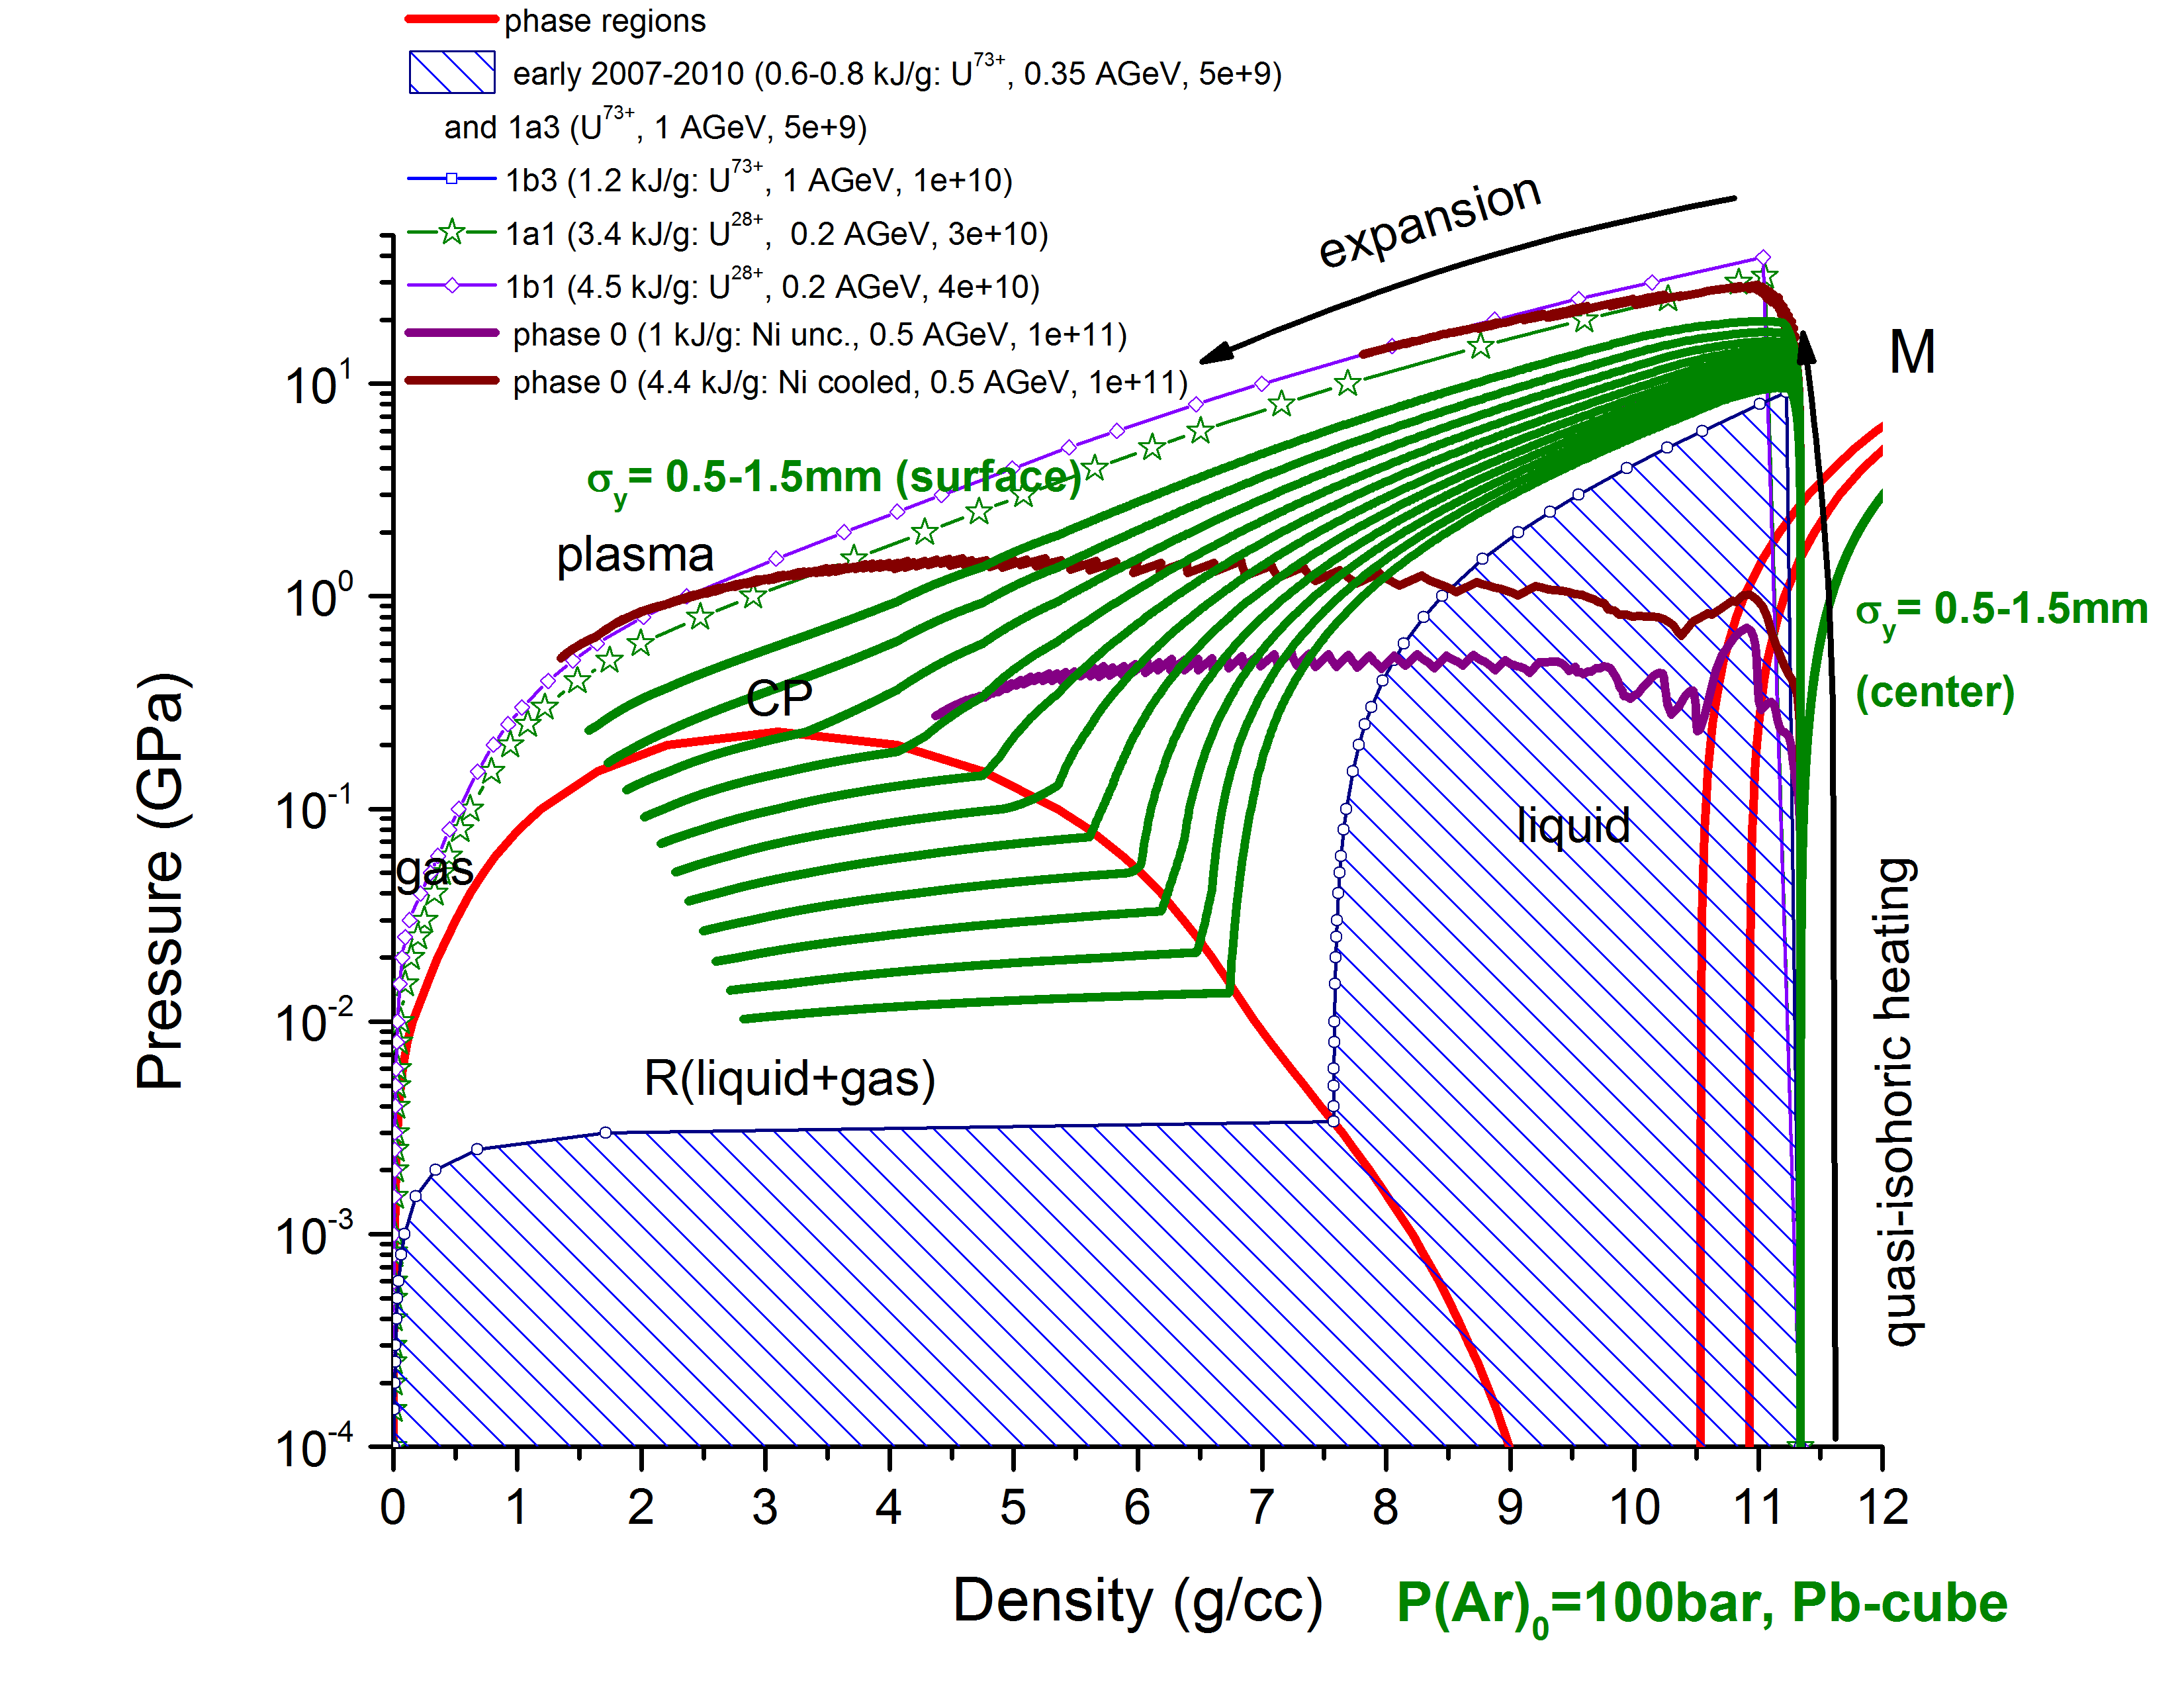 phase regions
early 2007-2010 (0.6-0.8 kJ/g: U73+, 0.35 AGeV, 5e+9)
and 1a3 (U73+, 1 AGeV, 5e+9)
1b3 (1.2 kJ/g: U73+, 1 AGeV, 1e+10)
1a1 (3.4 kJ/g: U28+, 0.2 AGeV, 3e+10)
1b1 (4.5 kJ/g: U28+, 0.2 AGeV, 4e+10)
phase 0 (1 kJ/g: Ni unc., 0.5 AGeV, 1e+11)
phase 0 (4.4 kJ/g: Ni cooled, 0.5 AGeV, 1e+11)
expansion
M
σy= 0.5-1.5mm (surface)
plasma
CP
gas
liquid
R(liquid+gas)
σy= 0.5-1.5mm
(center)
quasi-isohoric heating
Pressure (GPa)
10^1
10^0
10^-1
10^-2
10^-3
10^-4
0 1 2 3 4 5 6 7 8 9 10 11 12
Density (g/cc)
P(Ar)0=100bar, Pb-cube